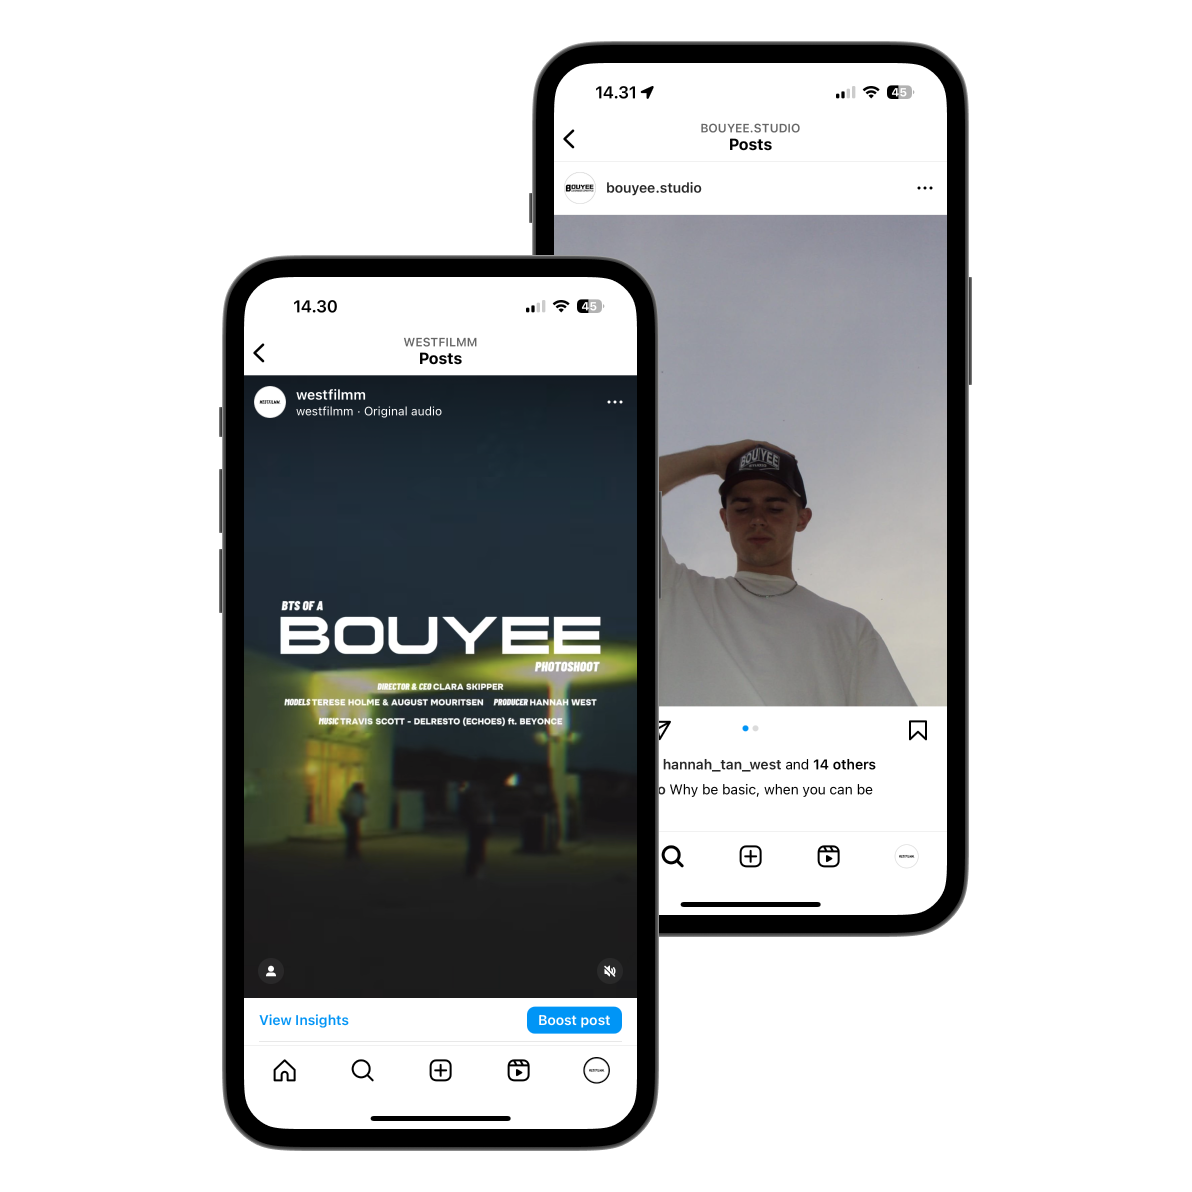 14.31
45
BOUYEE.STUDIO
Posts
BOUYEE
bouyee.studio
BOUYEE
STUDIO
hannah_tan_west and 14 others
o Why be basic, when you can be
14.30
45
WESTFILMM
Posts
WESTFILMM
westfilmm
westfilmm · Original audio
BTS OF A
BOUYEE
PHOTOSHOOT
DIRECTOR & CEO CLARA SKIPPER
MODELS TERESE HOLME & AUGUST MOURITSEN PRODUCER HANNAH WEST
MUSIC TRAVIS SCOTT - DELRESTO (ECHOES) ft. BEYONCE
View Insights
Boost post
WESTFILMM